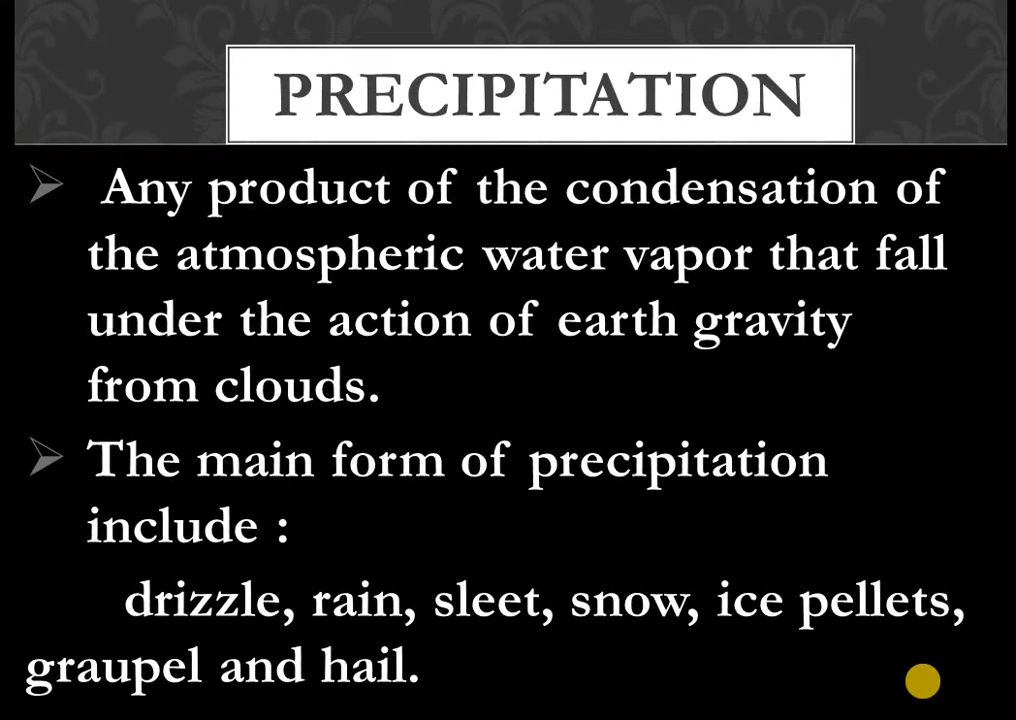 PRECIPITATION
Any product of the condensation of
the atmospheric water vapor that fall
under the action of earth gravity
from clouds.
The main form of precipitation
include :
drizzle, rain, sleet, snow, ice pellets,
graupel and hail.